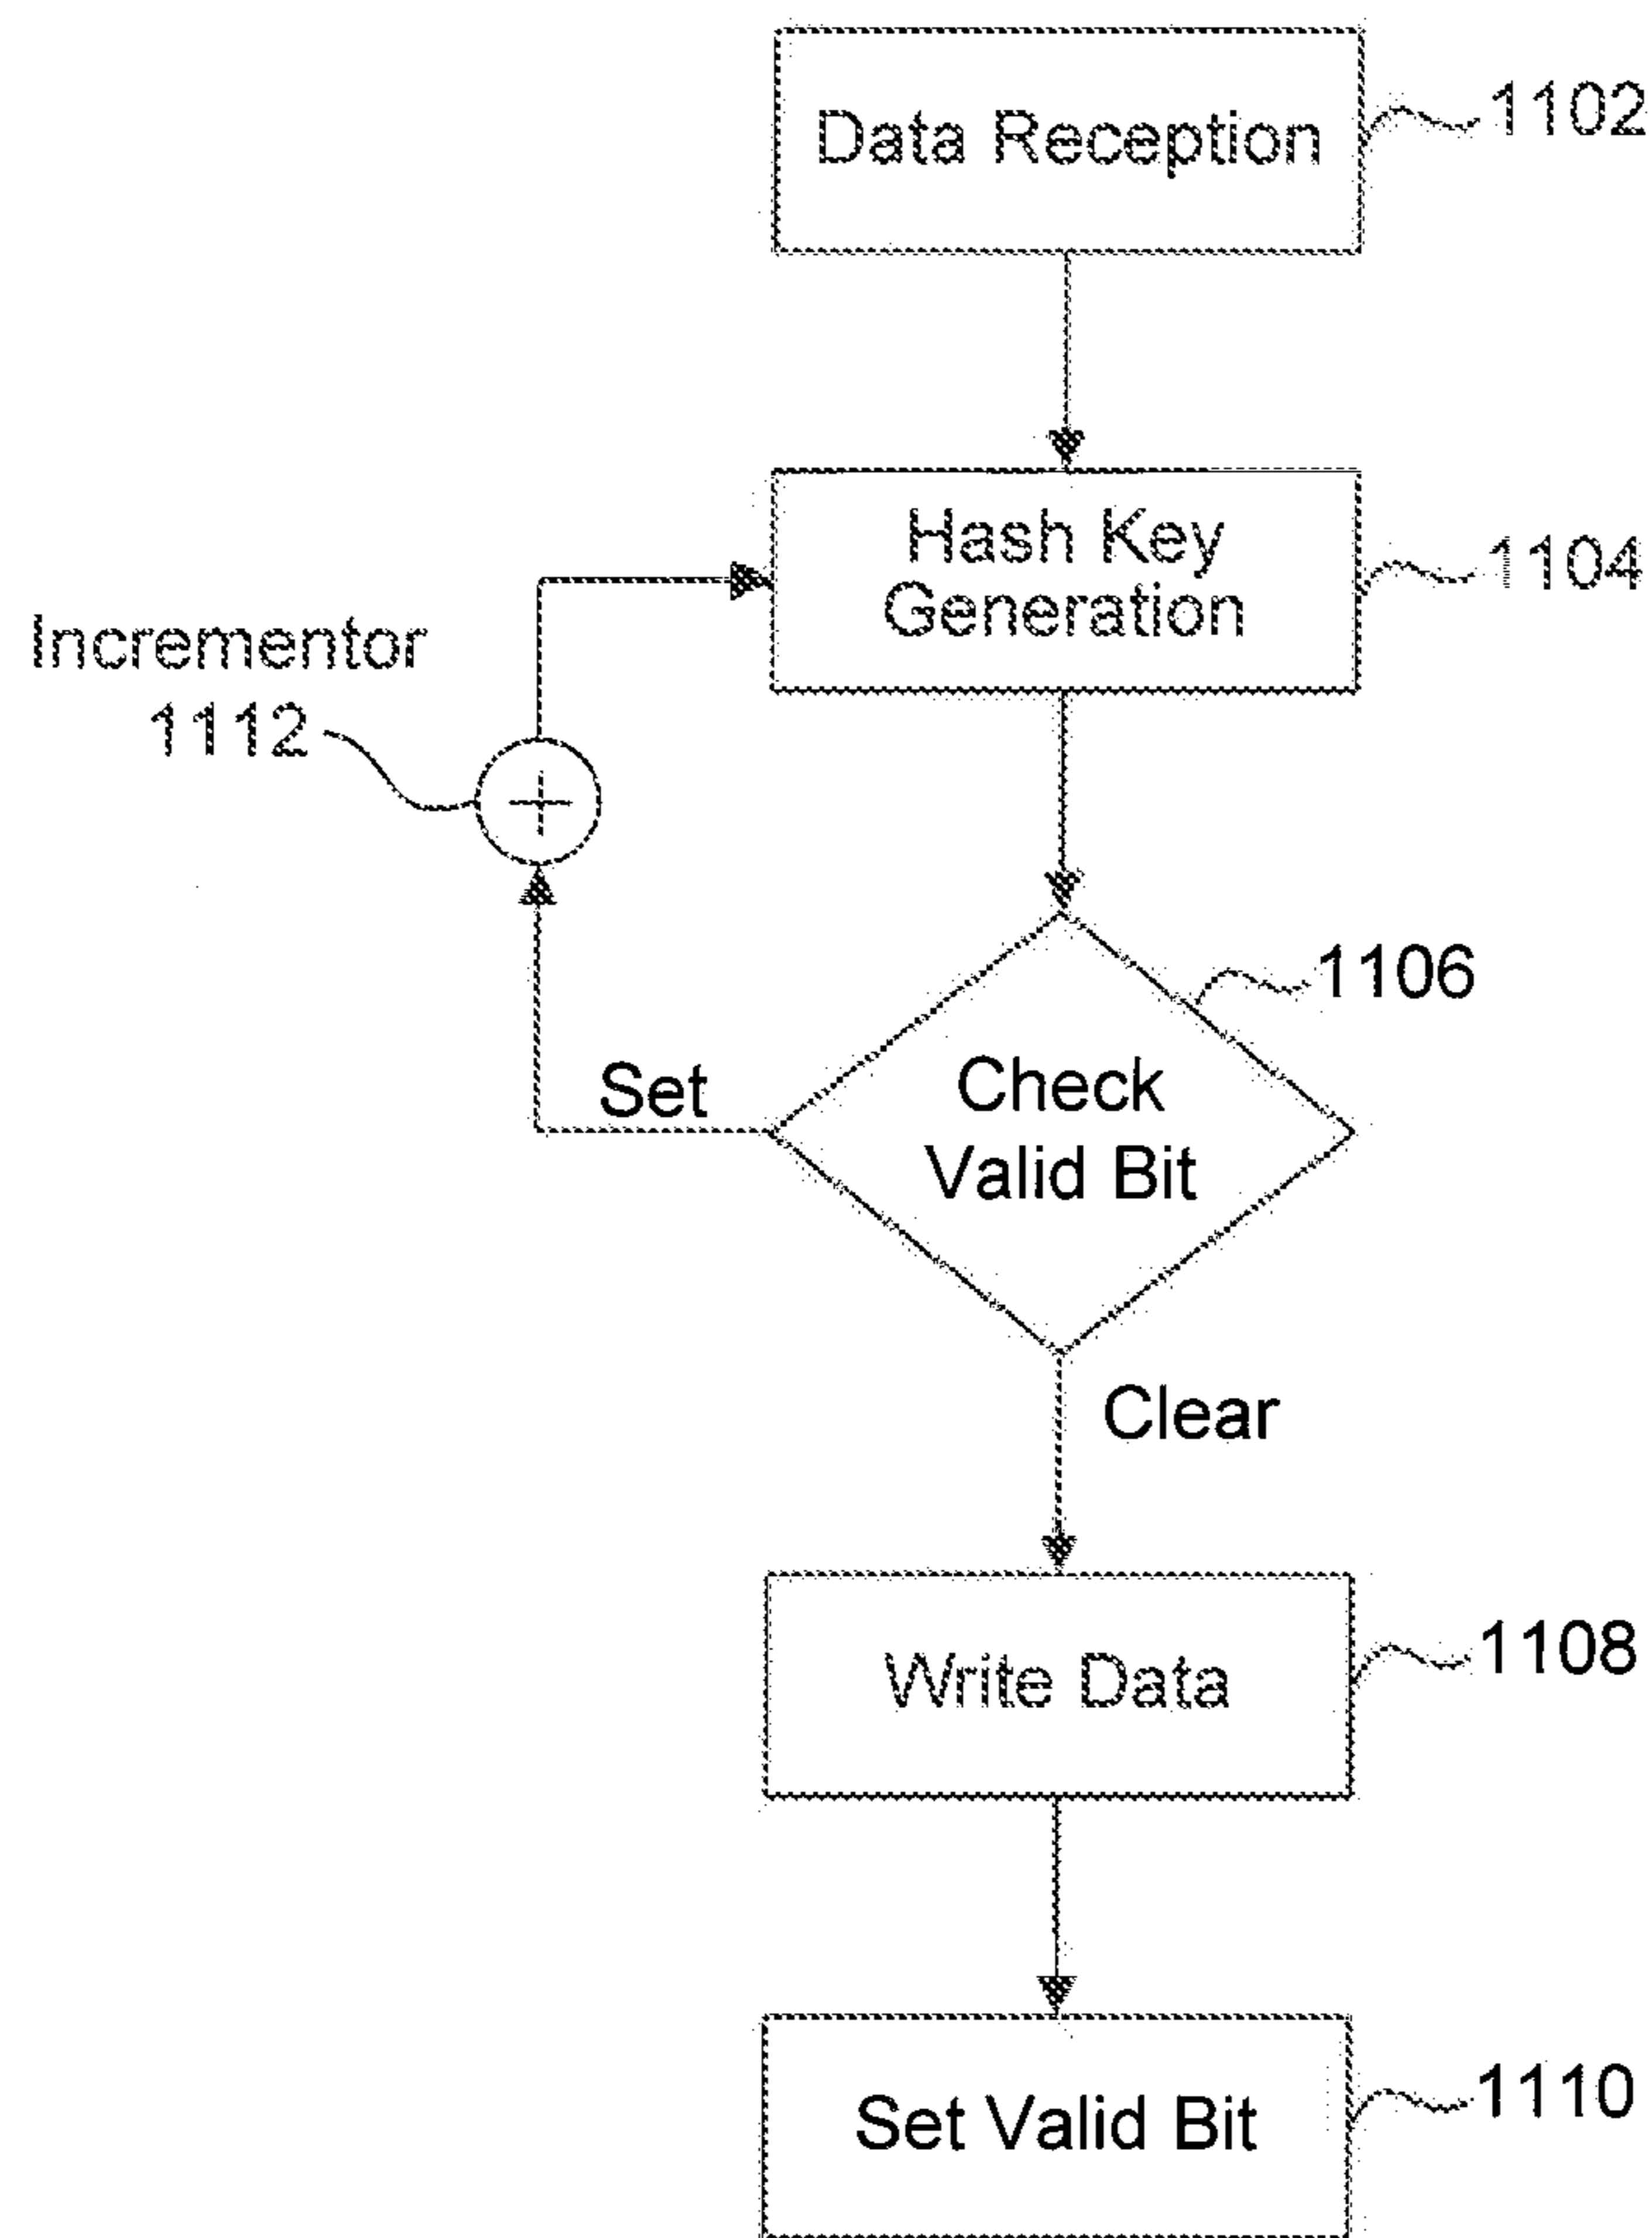 Data Reception
1102
Hash Key
Generation
1104
Incrementor
1112
1106
Check
Valid Bit
Set
Clear
Write Data
1108
Set Valid Bit
1110